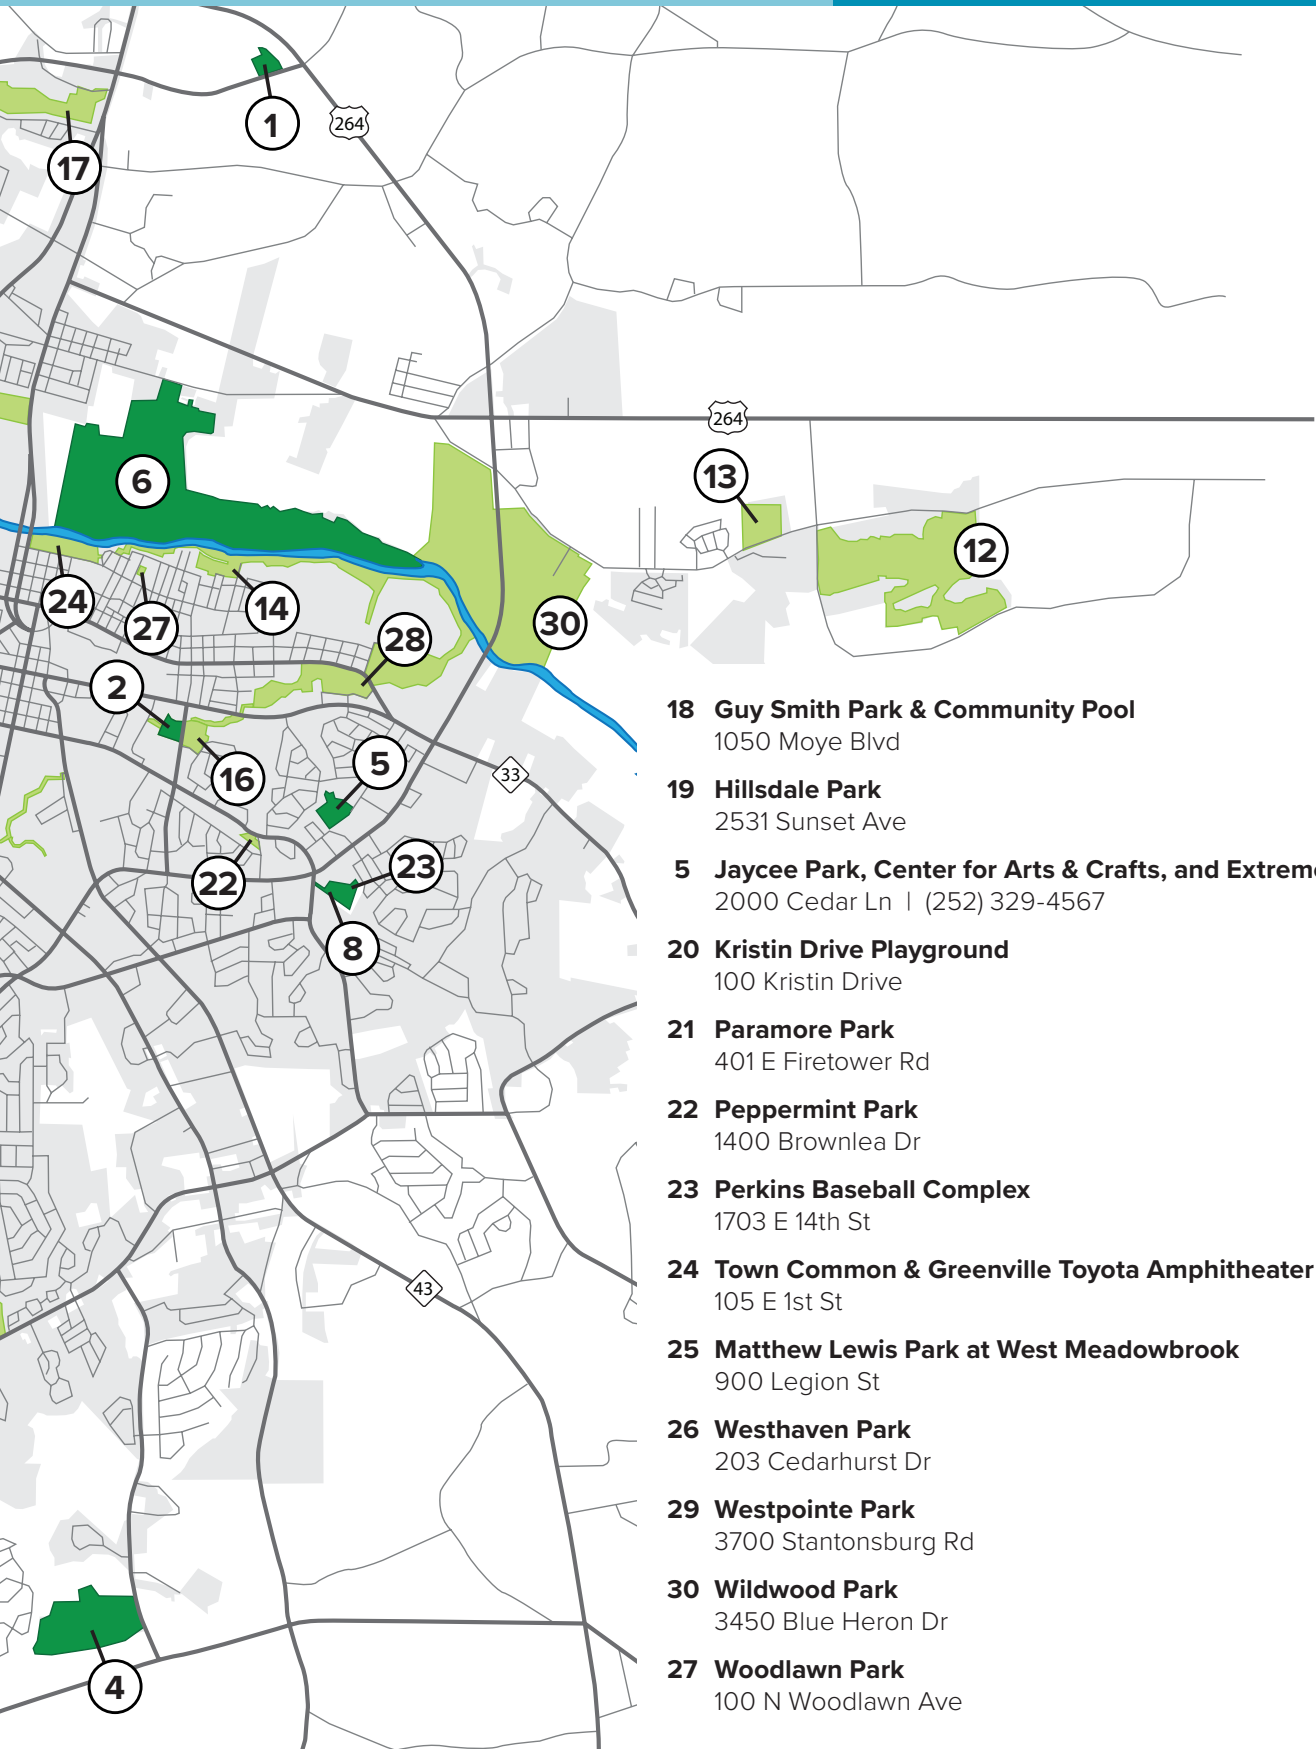 1
264
17
264
6
13
12
24
27
14
28
30
2
16
5
33
22
23
8
43
4
18 Guy Smith Park & Community Pool
1050 Moye Blvd
19 Hillsdale Park
2531 Sunset Ave
5 Jaycee Park, Center for Arts & Crafts, and Extreme
2000 Cedar Ln | (252) 329-4567
20 Kristin Drive Playground
100 Kristin Drive
21 Paramore Park
401 E Firetower Rd
22 Peppermint Park
1400 Brownlea Dr
23 Perkins Baseball Complex
1703 E 14th St
24 Town Common & Greenville Toyota Amphitheater
105 E 1st St
25 Matthew Lewis Park at West Meadowbrook
900 Legion St
26 Westhaven Park
203 Cedarhurst Dr
29 Westpointe Park
3700 Stantonsburg Rd
30 Wildwood Park
3450 Blue Heron Dr
27 Woodlawn Park
100 N Woodlawn Ave